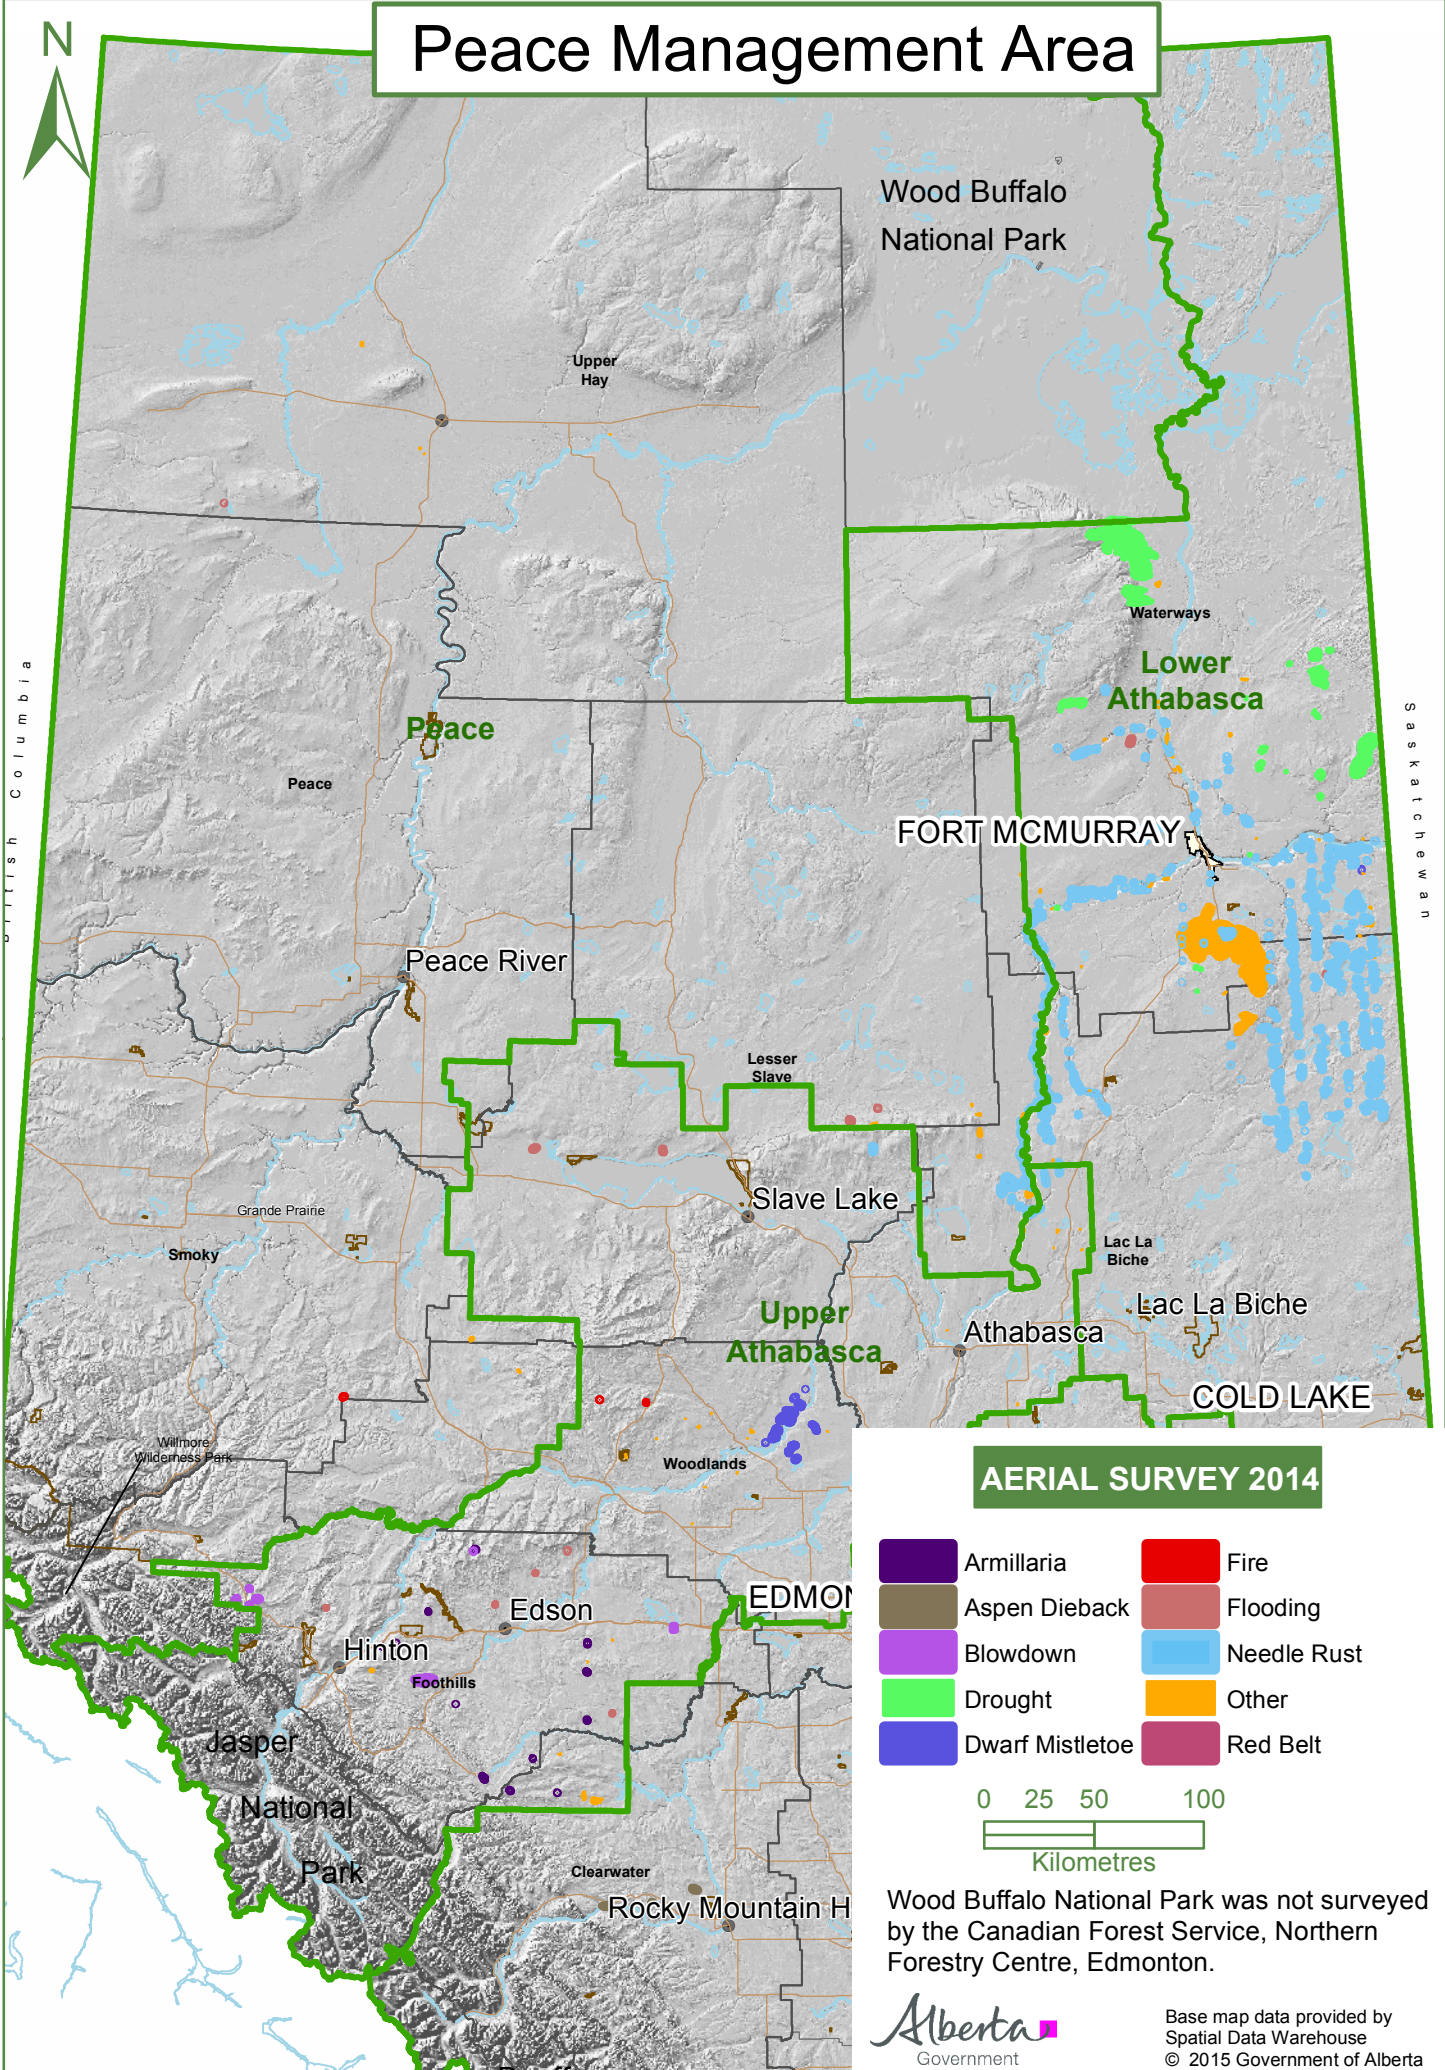 Peace Management Area
N
Wood Buffalo
National Park
Upper
Hay
Waterways
Lower
Athabasca
British Columbia
Saskatchewan
Peace
Peace
FORT MCMURRAY
Peace River
Lesser
Slave
Slave Lake
Grande Prairie
Smoky
Lac La
Biche
Lac La Biche
Upper
Athabasca
Athabasca
COLD LAKE
Willmore
Wilderness Park
Woodlands
AERIAL SURVEY 2014
Armillaria
Fire
Aspen Dieback
Flooding
Blowdown
Needle Rust
Drought
Other
Dwarf Mistletoe
Red Belt
EDMON
Edson
Hinton
Foothills
Jasper
National
Park
0 25 50 100
Kilometres
Clearwater
Rocky Mountain H
Wood Buffalo National Park was not surveyed
by the Canadian Forest Service, Northern
Forestry Centre, Edmonton.
Alberta
Government
Base map data provided by
Spatial Data Warehouse
© 2015 Government of Alberta